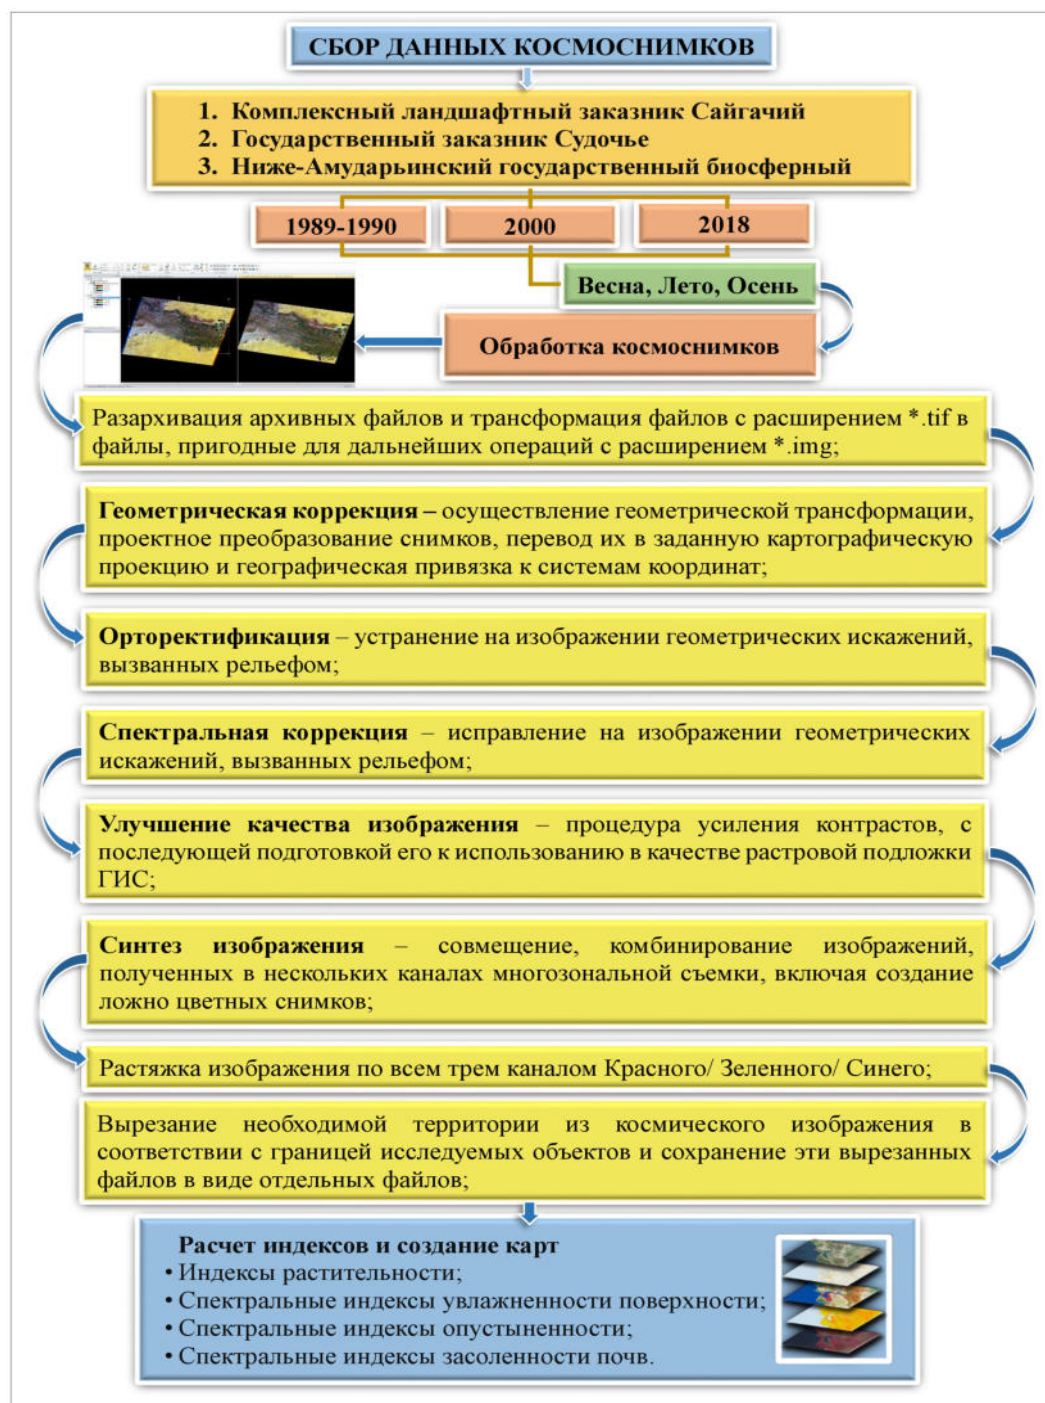 СБОР ДАННЫХ КОСМОСНИМКОВ
1. Комплексный ландшафтный заказник Сайгачий
2. Государственный заказник Судочье
3. Ниже-Амударьинский государственный биосферный
1989-1990
2000
2018
Весна, Лето, Осень
Обработка космоснимков
Разархивация архивных файлов и трансформация файлов с расширением *.tif в
файлы, пригодные для дальнейших операций с расширением *.img;
Геометрическая коррекция – осуществление геометрической трансформации,
проектное преобразование снимков, перевод их в заданную картографическую
проекцию и географическая привязка к системам координат;
Орторектификация – устранение на изображении геометрических искажений,
вызванных рельефом;
Спектральная коррекция – исправление на изображении геометрических
искажений, вызванных рельефом;
Улучшение качества изображения – процедура усиления контрастов, с
последующей подготовкой его к использованию в качестве растровой подложки
ГИС;
Синтез изображения – совмещение, комбинирование изображений,
полученных в нескольких каналах многозональной съемки, включая создание
ложно цветных снимков;
Растяжка изображения по всем трем каналом Красного/ Зеленного/ Синего;
Вырезание необходимой территории из космического изображения в
соответствии с границей исследуемых объектов и сохранение эти вырезанных
файлов в виде отдельных файлов;
Расчет индексов и создание карт
• Индексы растительности;
• Спектральные индексы увлажненности поверхности;
• Спектральные индексы опустыненности;
• Спектральные индексы засоленности почв.